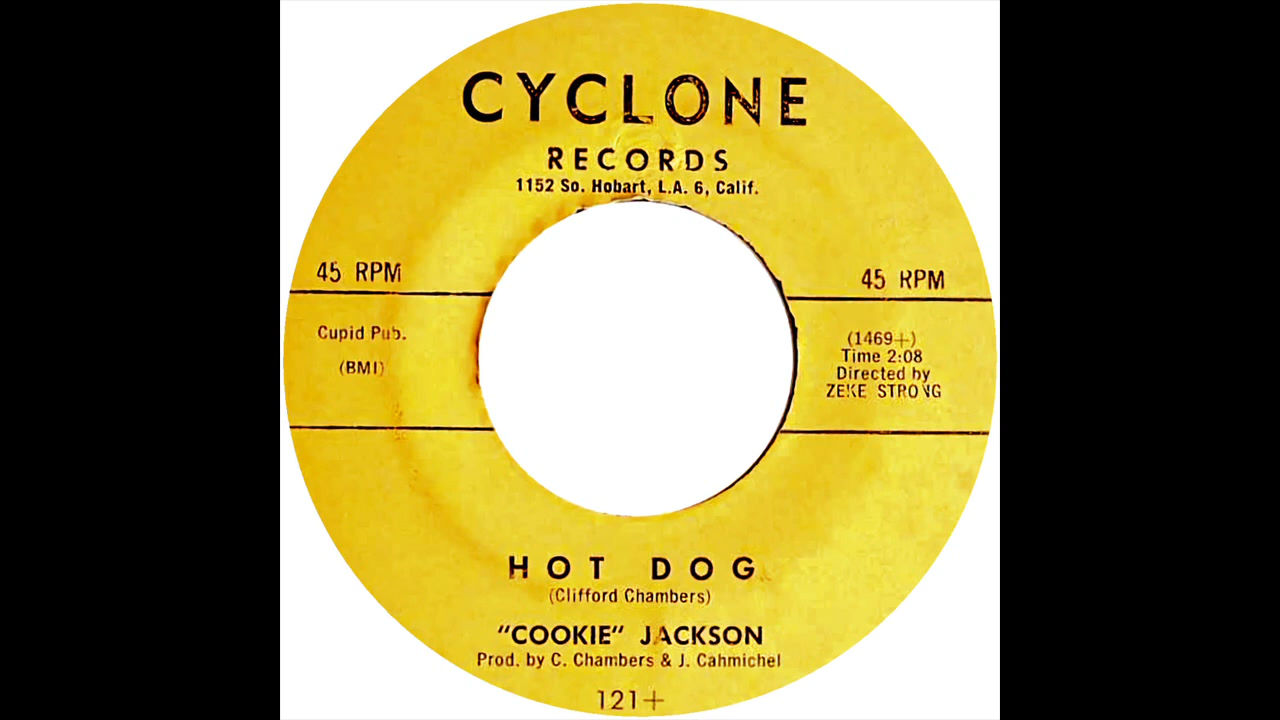 CYCLONE
RECORDS
1152 So. Hobart, L.A. 6, Calif.
45 RPM
45 RPM
Cupid Pub.
(BMI)
(1469+)
Time 2:08
Directed by
ZEKE STRONG
HOT DOG
(Clifford Chambers)
"COOKIE" JACKSON
Prod. by C. Chambers & J. Cahmichel
121+